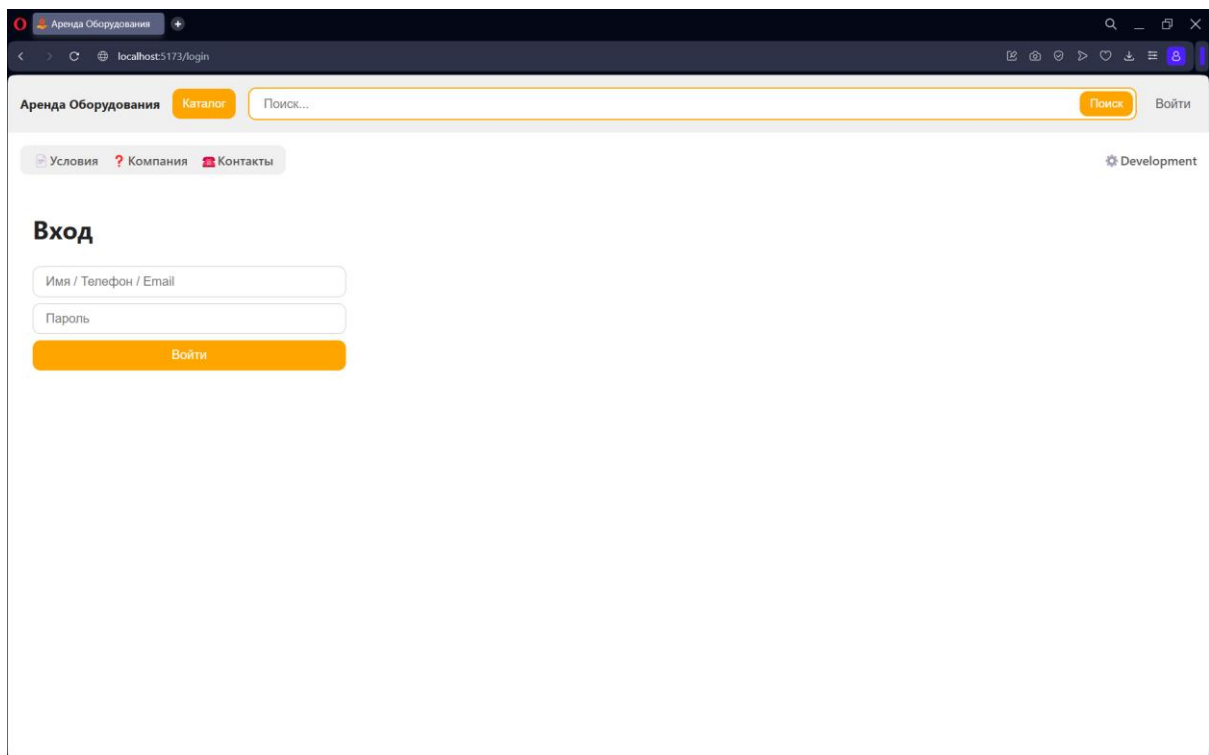 Аренда Оборудования
localhost:5173/login
Аренда Оборудования Каталог Поиск... Поиск Войти
Условия Компания Контакты Development
Вход
Имя / Телефон / Email
Пароль
Войти